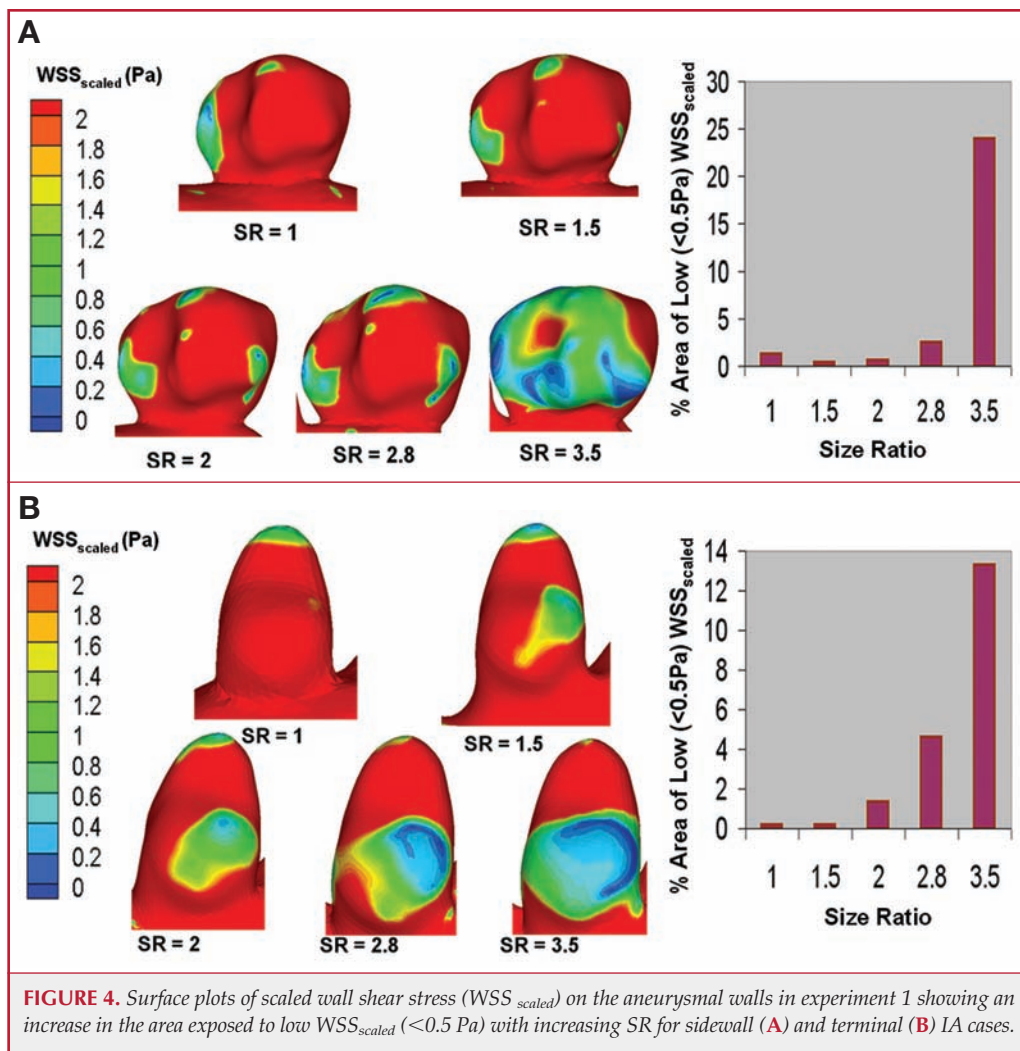 A
WSSscaled (Pa)
2
1.8
1.6
1.4
1.2
1
0.8
0.6
0.4
0.2
0
SR = 1
SR = 1.5
SR = 2
SR = 2.8
SR = 3.5
% Area of Low (<0.5Pa) WSSscaled
30
25
20
15
10
5
0
1 1.5 2 2.8 3.5
Size Ratio
B
WSSscaled (Pa)
2
1.8
1.6
1.4
1.2
1
0.8
0.6
0.4
0.2
0
SR = 1
SR = 1.5
SR = 2
SR = 2.8
SR = 3.5
% Area of Low (<0.5Pa) WSSscaled
14
12
10
8
6
4
2
0
1 1.5 2 2.8 3.5
Size Ratio
FIGURE 4. Surface plots of scaled wall shear stress (WSS scaled) on the aneurysmal walls in experiment 1 showing an
increase in the area exposed to low WSSscaled (<0.5 Pa) with increasing SR for sidewall (A) and terminal (B) IA cases.